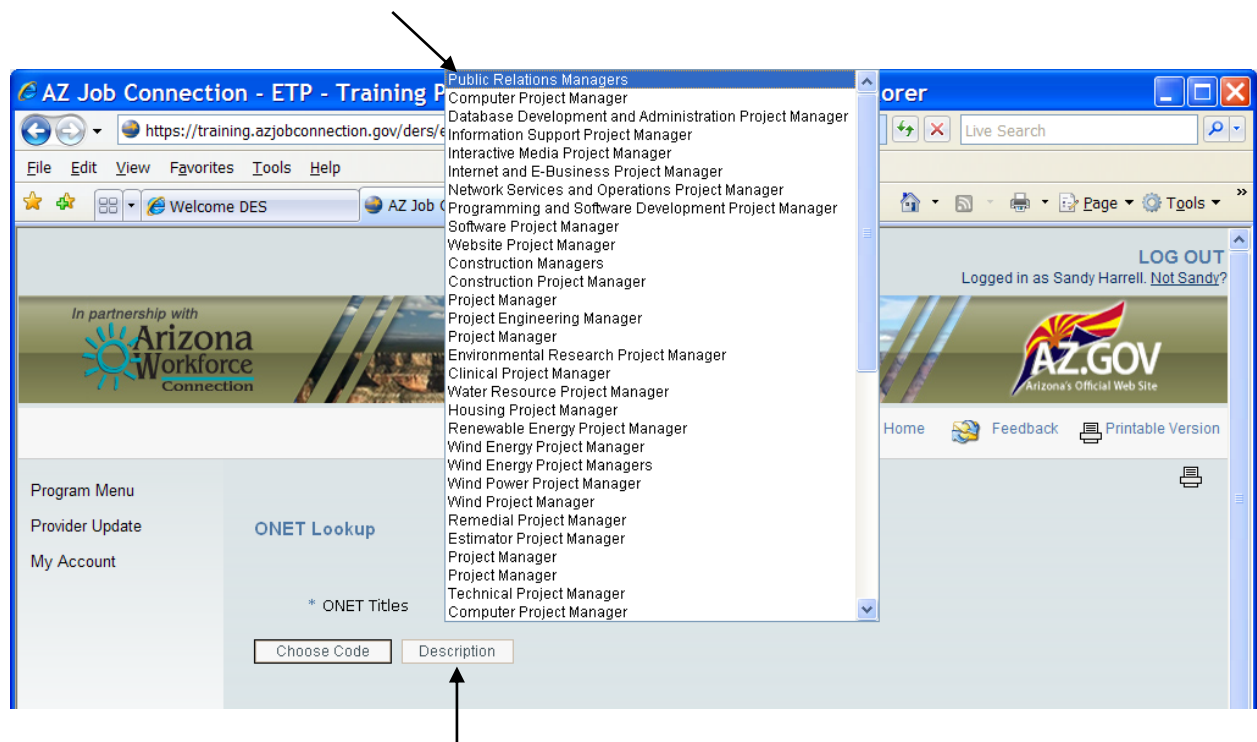 AZ Job Connection - ETP - Training P
orer
https://training.azjobconnection.gov/ders/e
Live Search
File Edit View Favorites Tools Help
Welcome DES
AZ Job
Page Tools
»
Public Relations Managers
Computer Project Manager
Database Development and Administration Project Manager
Information Support Project Manager
Interactive Media Project Manager
Internet and E-Business Project Manager
Network Services and Operations Project Manager
Programming and Software Development Project Manager
Software Project Manager
Website Project Manager
Construction Managers
Construction Project Manager
Project Manager
Project Engineering Manager
Project Manager
Environmental Research Project Manager
Clinical Project Manager
Water Resource Project Manager
Housing Project Manager
Renewable Energy Project Manager
Wind Energy Project Manager
Wind Energy Project Managers
Wind Power Project Manager
Wind Project Manager
Remedial Project Manager
Estimator Project Manager
Project Manager
Project Manager
Technical Project Manager
Computer Project Manager
LOG OUT
Logged in as Sandy Harrell. Not Sandy?
In partnership with
Arizona
Workforce
Connection
AZ.GOV
Arizona's Official Web Site
Home Feedback Printable Version
Program Menu
Provider Update
My Account
ONET Lookup
* ONET Titles
Choose Code Description